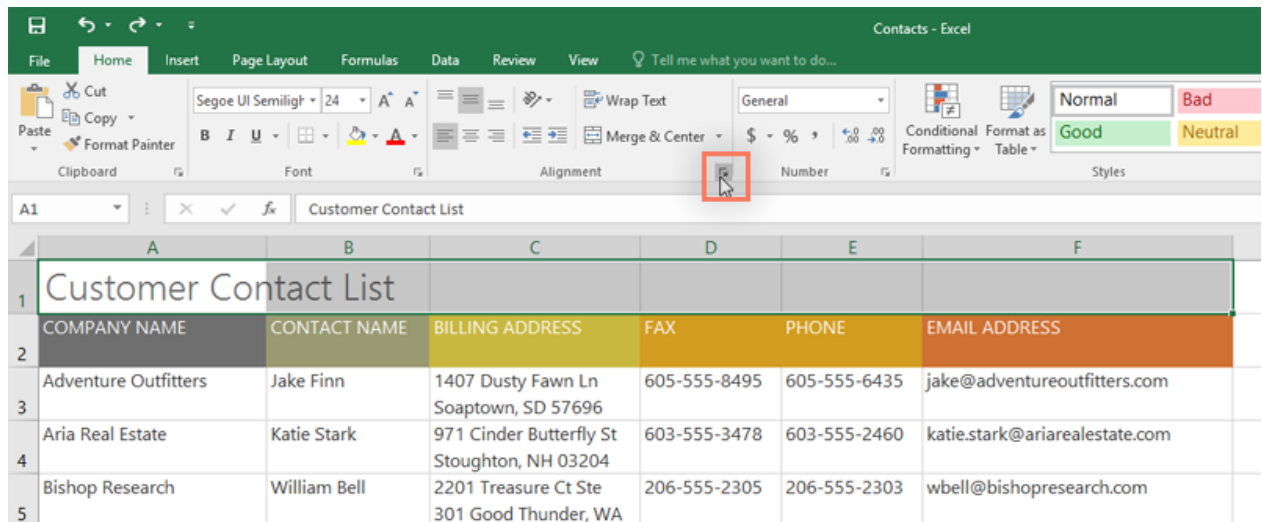 Contacts - Excel
File Home Insert Page Layout Formulas Data Review View Tell me what you want to do...
Cut
Copy
Format Painter
Paste
Segoe UI Semiligh 24 A A
B I U A
Wrap Text
Merge & Center
General
$ % , .00 .00
Conditional Formatting
Format as Table
Normal Bad
Good Neutral
Clipboard Font Alignment Number Styles
A1 fx Customer Contact List
A B C D E F
1 Customer Contact List
2 COMPANY NAME CONTACT NAME BILLING ADDRESS FAX PHONE EMAIL ADDRESS
3 Adventure Outfitters Jake Finn 1407 Dusty Fawn Ln 605-555-8495 605-555-6435 jake@adventureoutfitters.com
Soaptown, SD 57696
4 Aria Real Estate Katie Stark 971 Cinder Butterfly St 603-555-3478 603-555-2460 katie.stark@ariarealestate.com
Stoughton, NH 03204
5 Bishop Research William Bell 2201 Treasure Ct Ste 206-555-2305 206-555-2303 wbell@bishopresearch.com
301 Good Thunder, WA